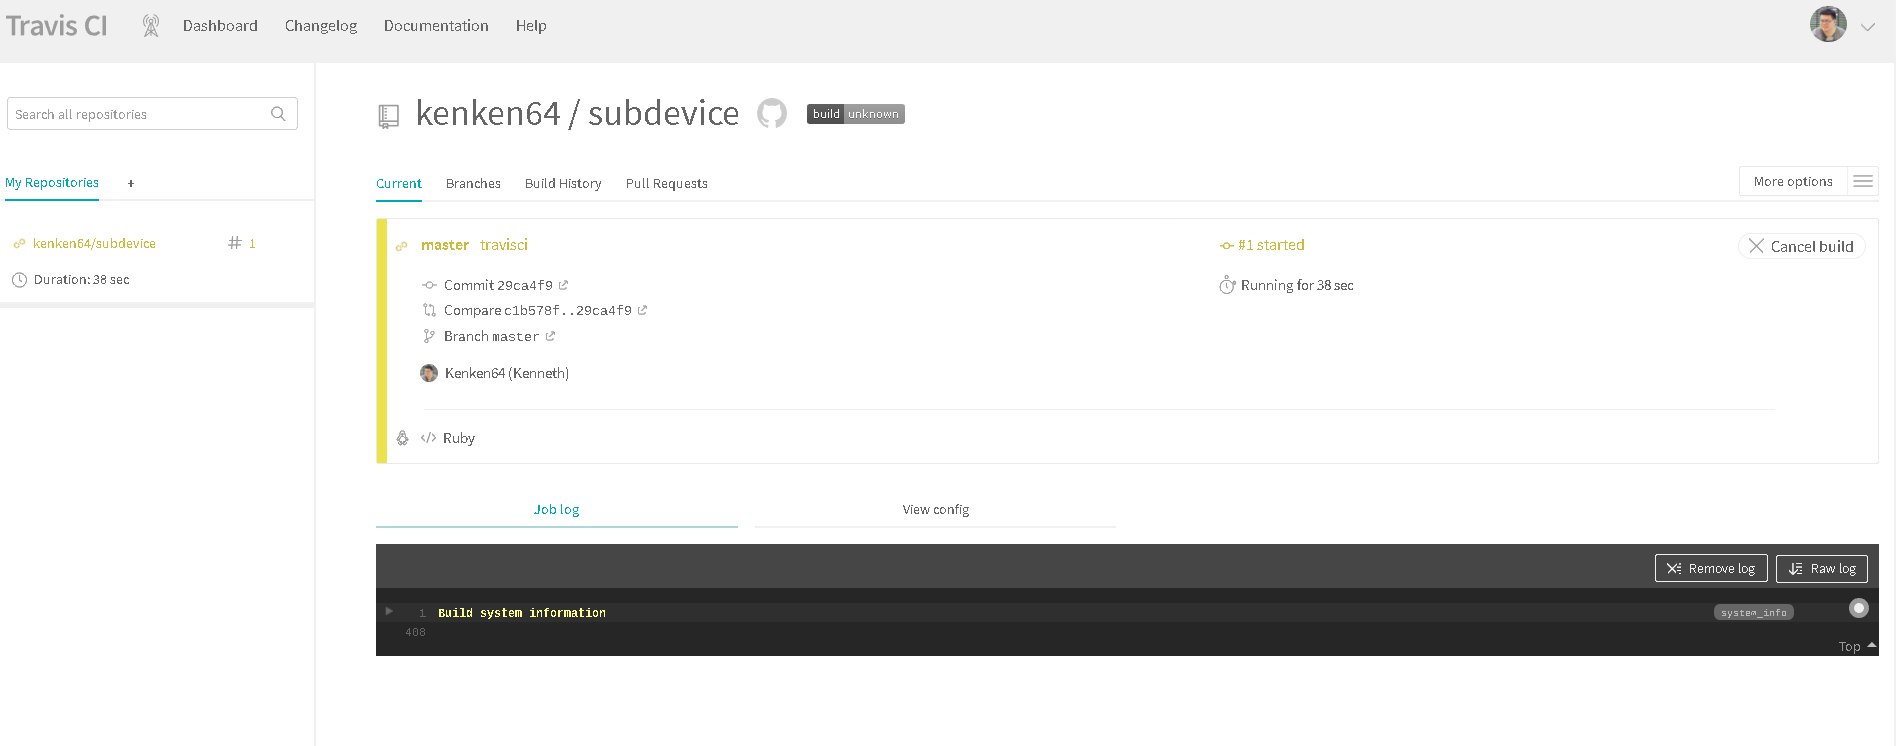 Travis CI Dashboard Changelog Documentation Help
Search all repositories
My Repositories +
kenken64/subdevice # 1
Duration: 38 sec
kenken64 / subdevice build unknown
Current Branches Build History Pull Requests More options
master travisci #1 started Cancel build
Commit 29ca4f9 Running for 38 sec
Compare c1b578f..29ca4f9
Branch master
Kenken64 (Kenneth)
</> Ruby
Job log View config
Remove log Raw log
1 Build system information system_info
408
Top